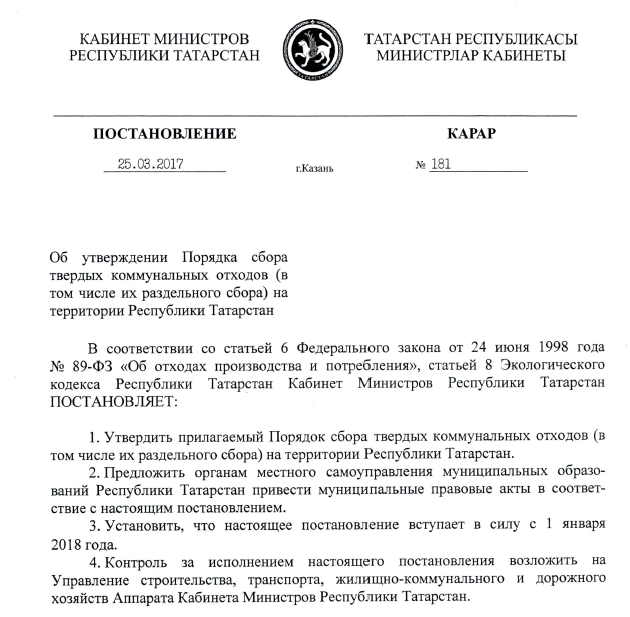 КАБИНЕТ МИНИСТРОВ
РЕСПУБЛИКИ ТАТАРСТАН
ТАТАРСТАН РЕСПУБЛИКАСЫ
МИНИСТРЛАР КАБИНЕТЫ
ТАТАРСТАН
ПОСТАНОВЛЕНИЕ
КАРАР
25.03.2017
г.Казань
№ 181
Об утверждении Порядка сбора
твердых коммунальных отходов (в
том числе их раздельного сбора) на
территории Республики Татарстан
В соответствии со статьей 6 Федерального закона от 24 июня 1998 года
№ 89-ФЗ «Об отходах производства и потребления», статьей 8 Экологического
кодекса Республики Татарстан Кабинет Министров Республики Татарстан
ПОСТАНОВЛЯЕТ:
1. Утвердить прилагаемый Порядок сбора твердых коммунальных отходов (в
том числе их раздельного сбора) на территории Республики Татарстан.
2. Предложить органам местного самоуправления муниципальных образо-
ваний Республики Татарстан привести муниципальные правовые акты в соответ-
ствие с настоящим постановлением.
3. Установить, что настоящее постановление вступает в силу с 1 января
2018 года.
4. Контроль за исполнением настоящего постановления возложить на
Управление строительства, транспорта, жилищно-коммунального и дорожного
хозяйств Аппарата Кабинета Министров Республики Татарстан.